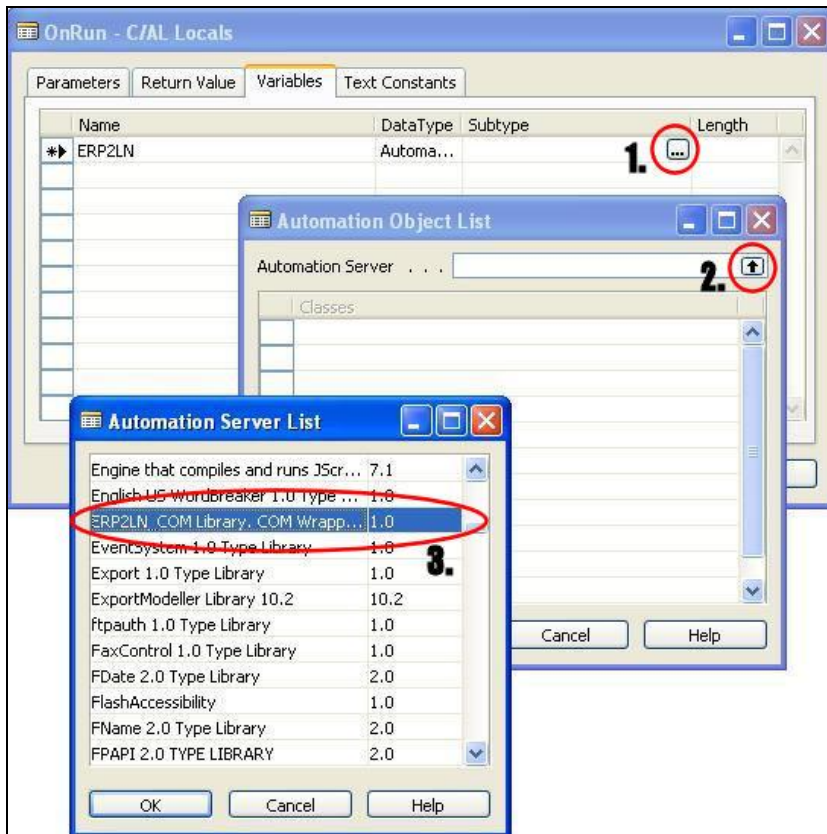 OnRun - C/AL Locals
Parameters Return Value Variables Text Constants
Name DataType Subtype Length
ERP2LN Automa... 1. ...
Automation Object List
Automation Server . . . 2.
Classes
Automation Server List
Engine that compiles and runs JScr... 7.1
English US WordBreaker 1.0 Type ... 1.0
ERP2LN_COM Library. COM Wrapp... 1.0
EventSystem 1.0 Type Library 1.0
3.
Export 1.0 Type Library 1.0
ExportModeller Library 10.2 10.2
ftpauth 1.0 Type Library 1.0
FaxControl 1.0 Type Library 1.0
FDate 2.0 Type Library 2.0
FlashAccessibility 1.0
FName 2.0 Type Library 2.0
FPAPI 2.0 TYPE LIBRARY 2.0
Cancel Help
OK Cancel Help